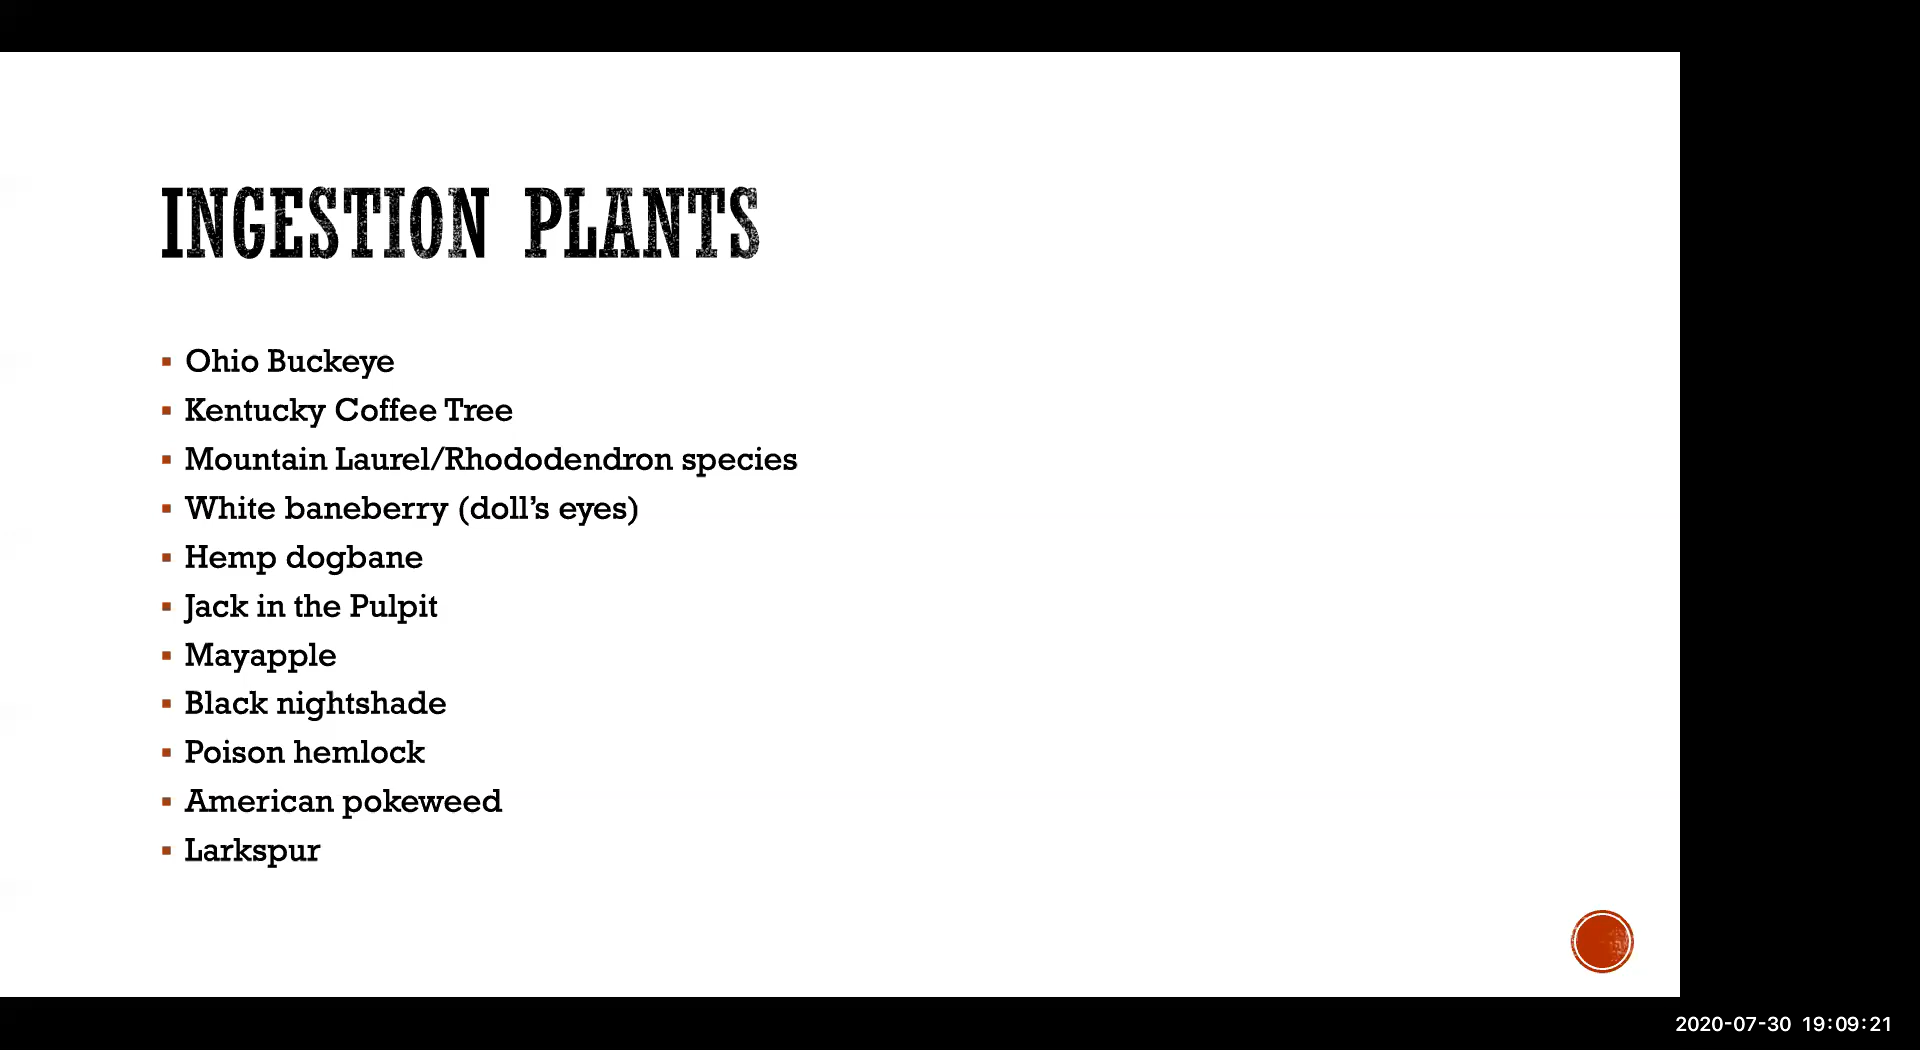 INGESTION PLANTS
Ohio Buckeye
Kentucky Coffee Tree
Mountain Laurel/Rhododendron species
White baneberry (doll’s eyes)
Hemp dogbane
Jack in the Pulpit
Mayapple
Black nightshade
Poison hemlock
American pokeweed
Larkspur
2020-07-30 19:09:21